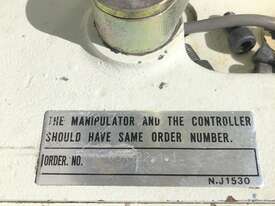 THE MANIPULATOR AND THE CONTROLLER
SHOULD HAVE SAME ORDER NUMBER.
ORDER. NO.
N.J1530